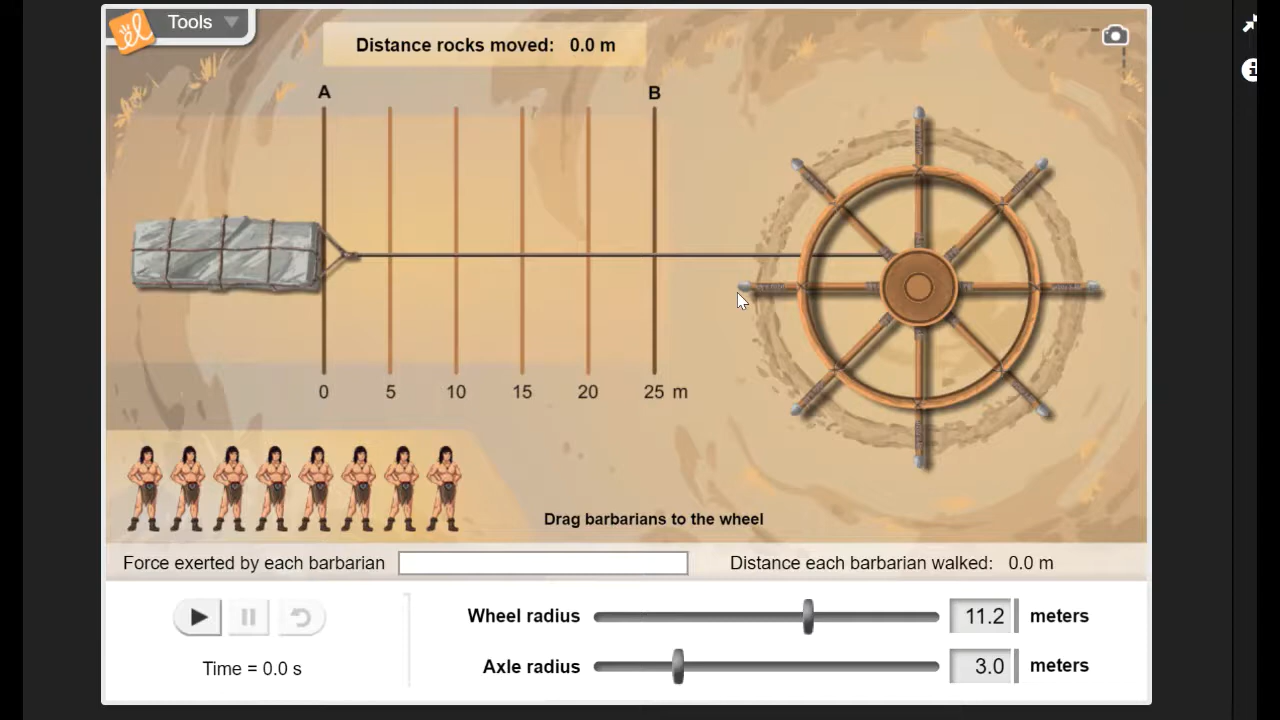 el
Tools
Distance rocks moved: 0.0 m
A B
0 5 10 15 20 25 m
Drag barbarians to the wheel
Force exerted by each barbarian
Distance each barbarian walked: 0.0 m
Wheel radius 11.2 meters
Axle radius 3.0 meters
Time = 0.0 s
i